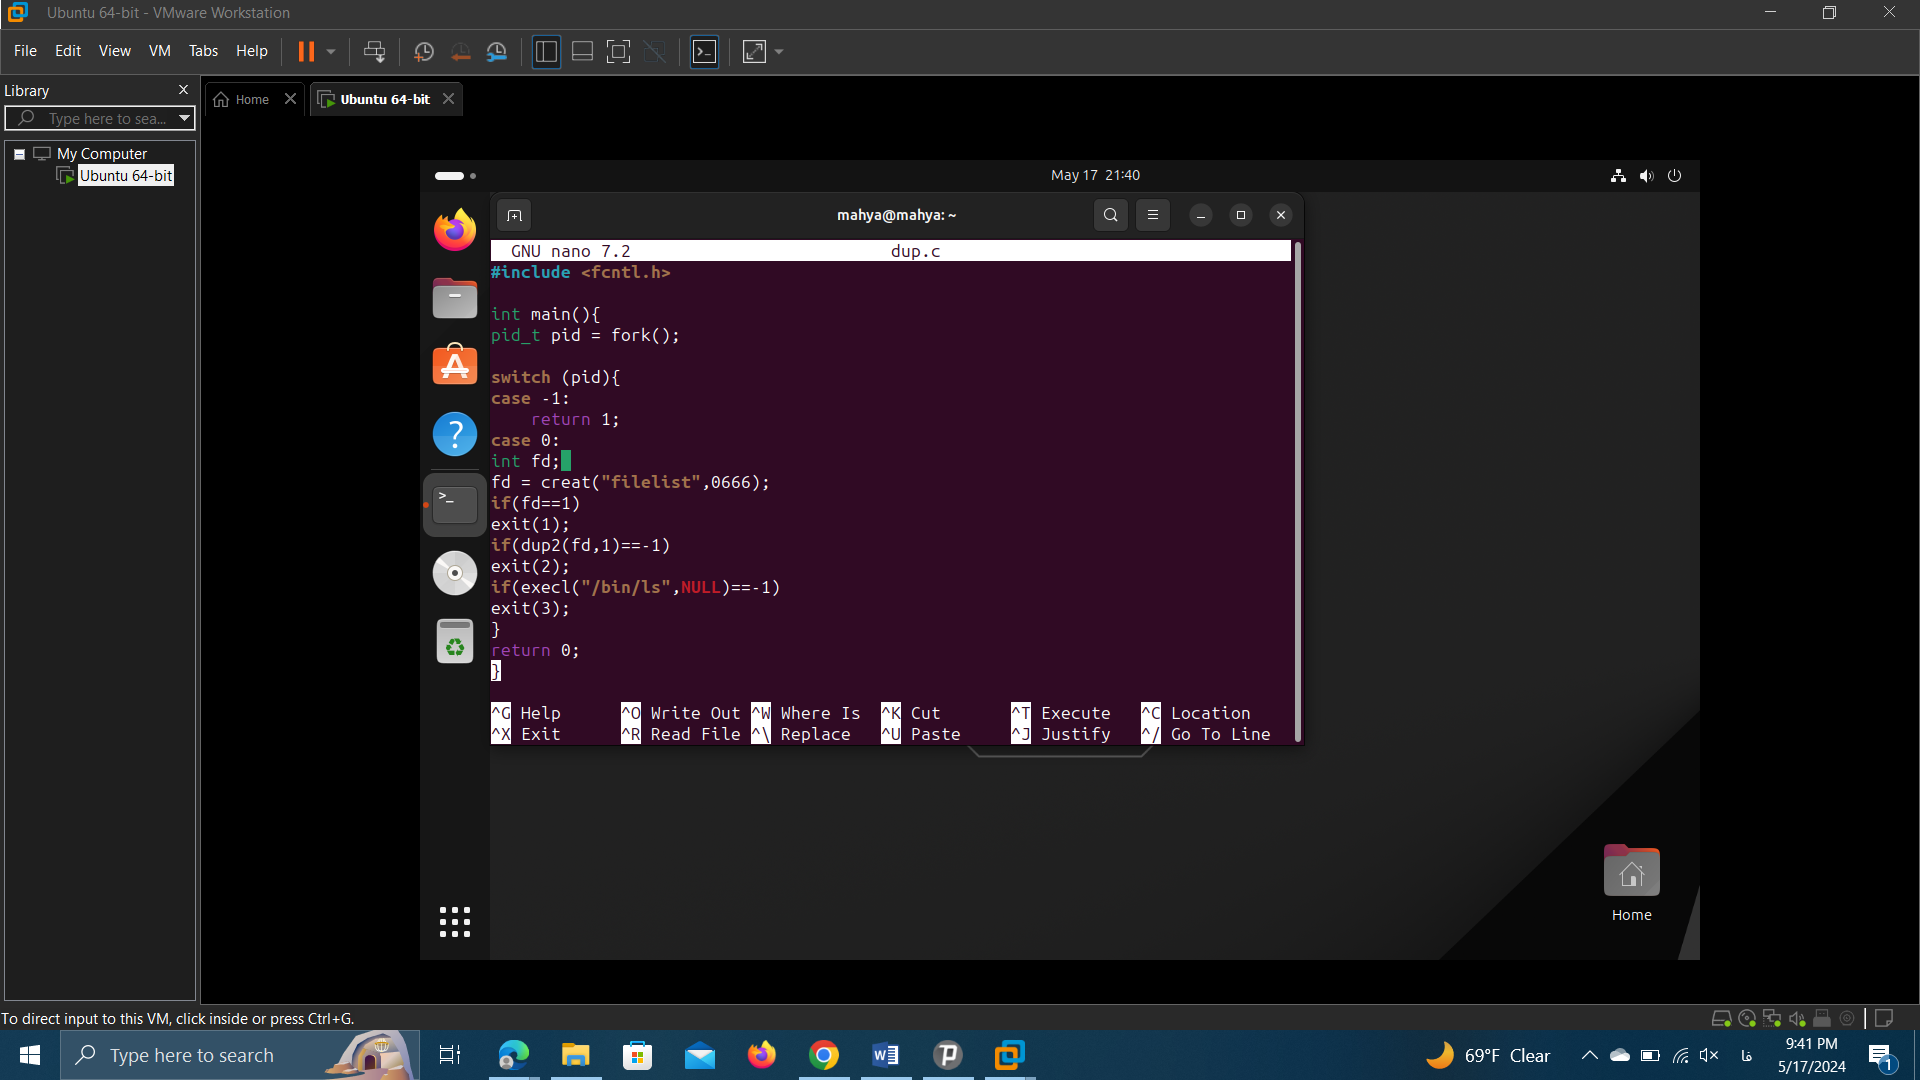 Ubuntu 64-bit - VMware Workstation
File Edit View VM Tabs Help
Library
Type here to sea...
My Computer
Ubuntu 64-bit
Home
Ubuntu 64-bit
May 17 21:40
mahya@mahya: ~
GNU nano 7.2 dup.c
#include <fcntl.h>
int main(){
pid_t pid = fork();
switch (pid){
case -1:
return 1;
case 0:
int fd;
fd = creat("filelist",0666);
if(fd==1)
exit(1);
if(dup2(fd,1)==-1)
exit(2);
if(execl("/bin/ls",NULL)==-1)
exit(3);
}
return 0;
}
^G Help ^O Write Out ^W Where Is ^K Cut ^T Execute ^C Location
^X Exit ^R Read File ^\ Replace ^U Paste ^J Justify ^/ Go To Line
Home
To direct input to this VM, click inside or press Ctrl+G.
Type here to search
69°F Clear
فا
9:41 PM
5/17/2024
1